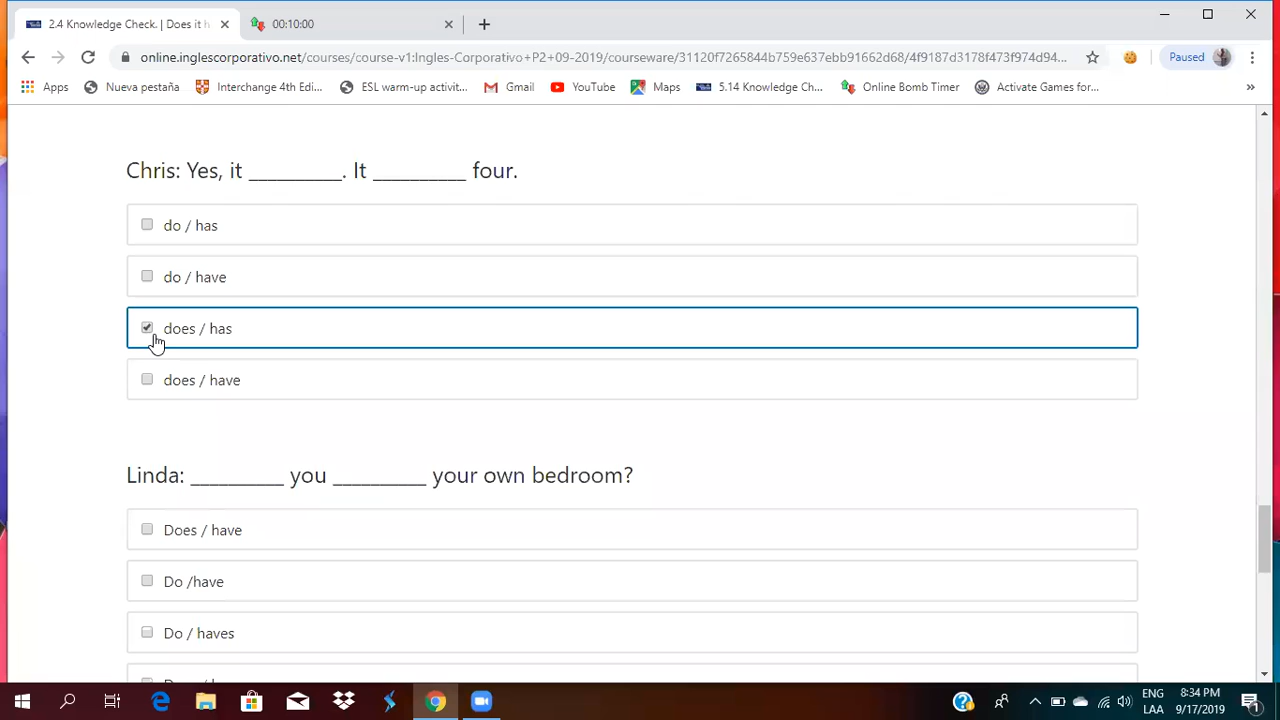 2.4 Knowledge Check. | Does it h
00:10:00
online.inglescorporativo.net/courses/course-v1:Ingles-Corporativo+P2+09-2019/courseware/31120f7265844b759e637ebb91662d68/4f9187d3178f473f974d94...
Paused
Apps
Nueva pestaña
Interchange 4th Edi...
ESL warm-up activit...
Gmail
YouTube
Maps
5.14 Knowledge Ch...
Online Bomb Timer
Activate Games for...
»
Chris: Yes, it __________. It __________ four.
do / has
do / have
does / has
does / have
Linda: __________ you __________ your own bedroom?
Does / have
Do /have
Do / haves
ENG
LAA
8:34 PM
9/17/2019